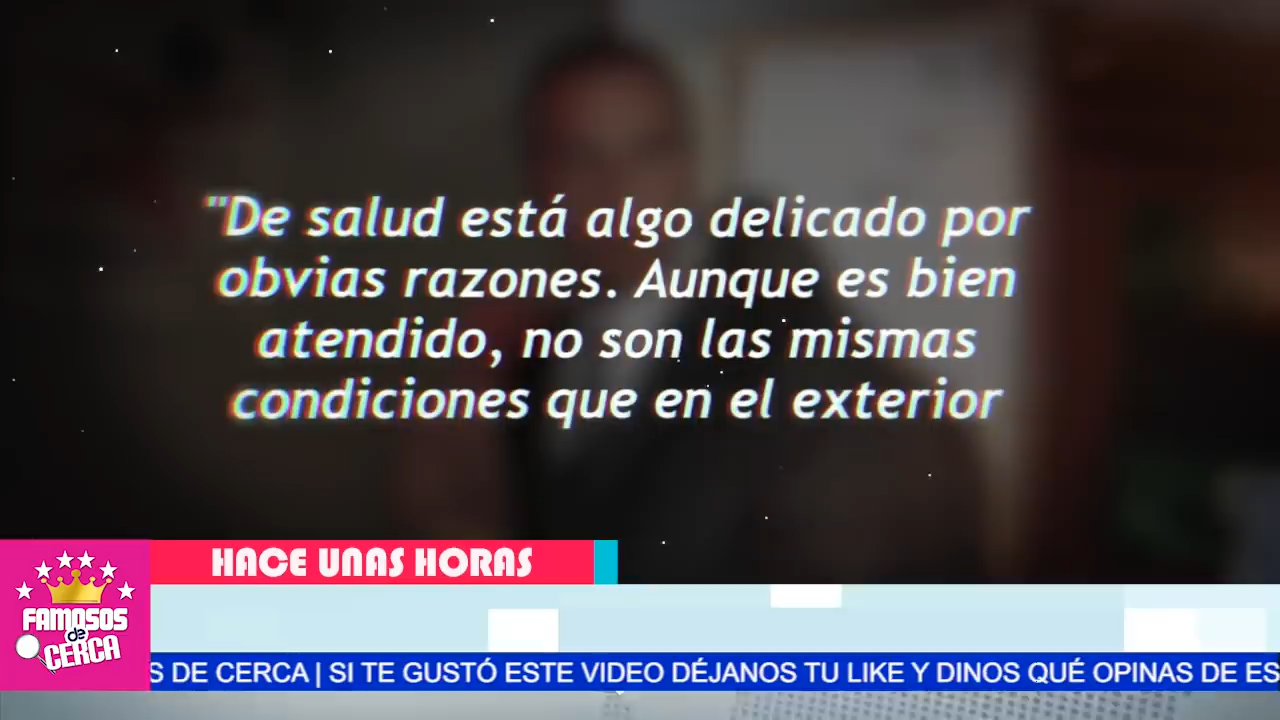 "De salud está algo delicado por
obvias razones. Aunque es bien
atendido, no son las mismas
condiciones que en el exterior
HACE UNAS HORAS
FAMOSOS
de
CERCA
S DE CERCA | SI TE GUSTÓ ESTE VIDEO DÉJANOS TU LIKE Y DINOS QUÉ OPINAS DE ES